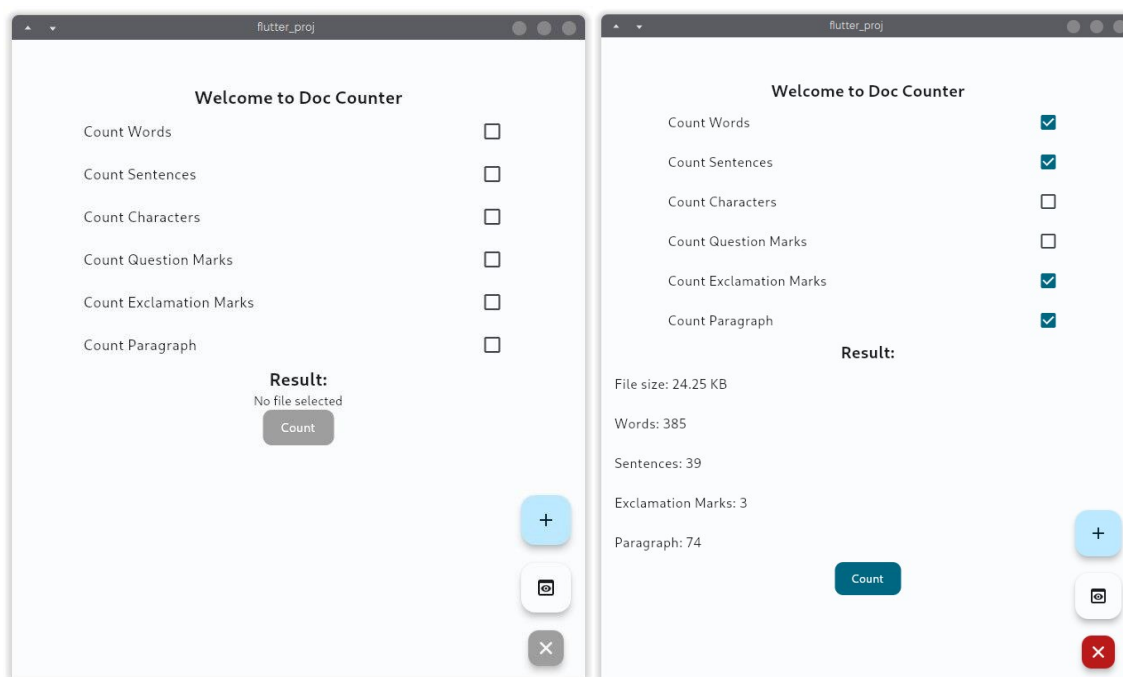 flutter_proj
Welcome to Doc Counter
Count Words
Count Sentences
Count Characters
Count Question Marks
Count Exclamation Marks
Count Paragraph
Result:
No file selected
Count
flutter_proj
Welcome to Doc Counter
Count Words
Count Sentences
Count Characters
Count Question Marks
Count Exclamation Marks
Count Paragraph
Result:
File size: 24.25 KB
Words: 385
Sentences: 39
Exclamation Marks: 3
Paragraph: 74
Count